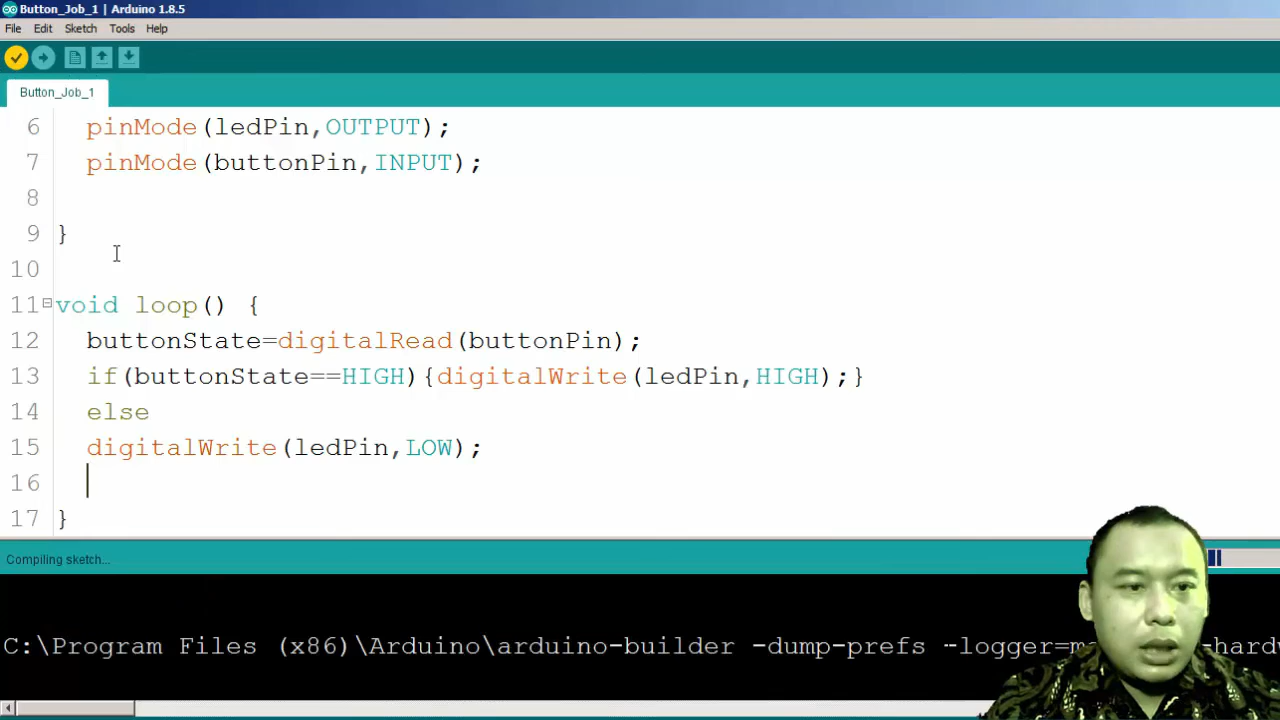 Button_Job_1 | Arduino 1.8.5
File Edit Sketch Tools Help
Button_Job_1
6 pinMode(ledPin,OUTPUT);
7 pinMode(buttonPin,INPUT);
8
9 }
10
11 void loop() {
12 buttonState=digitalRead(buttonPin);
13 if(buttonState==HIGH){digitalWrite(ledPin,HIGH);}
14 else
15 digitalWrite(ledPin,LOW);
16
17 }
Compiling sketch...
C:\Program Files (x86)\Arduino\arduino-builder -dump-prefs -logger=